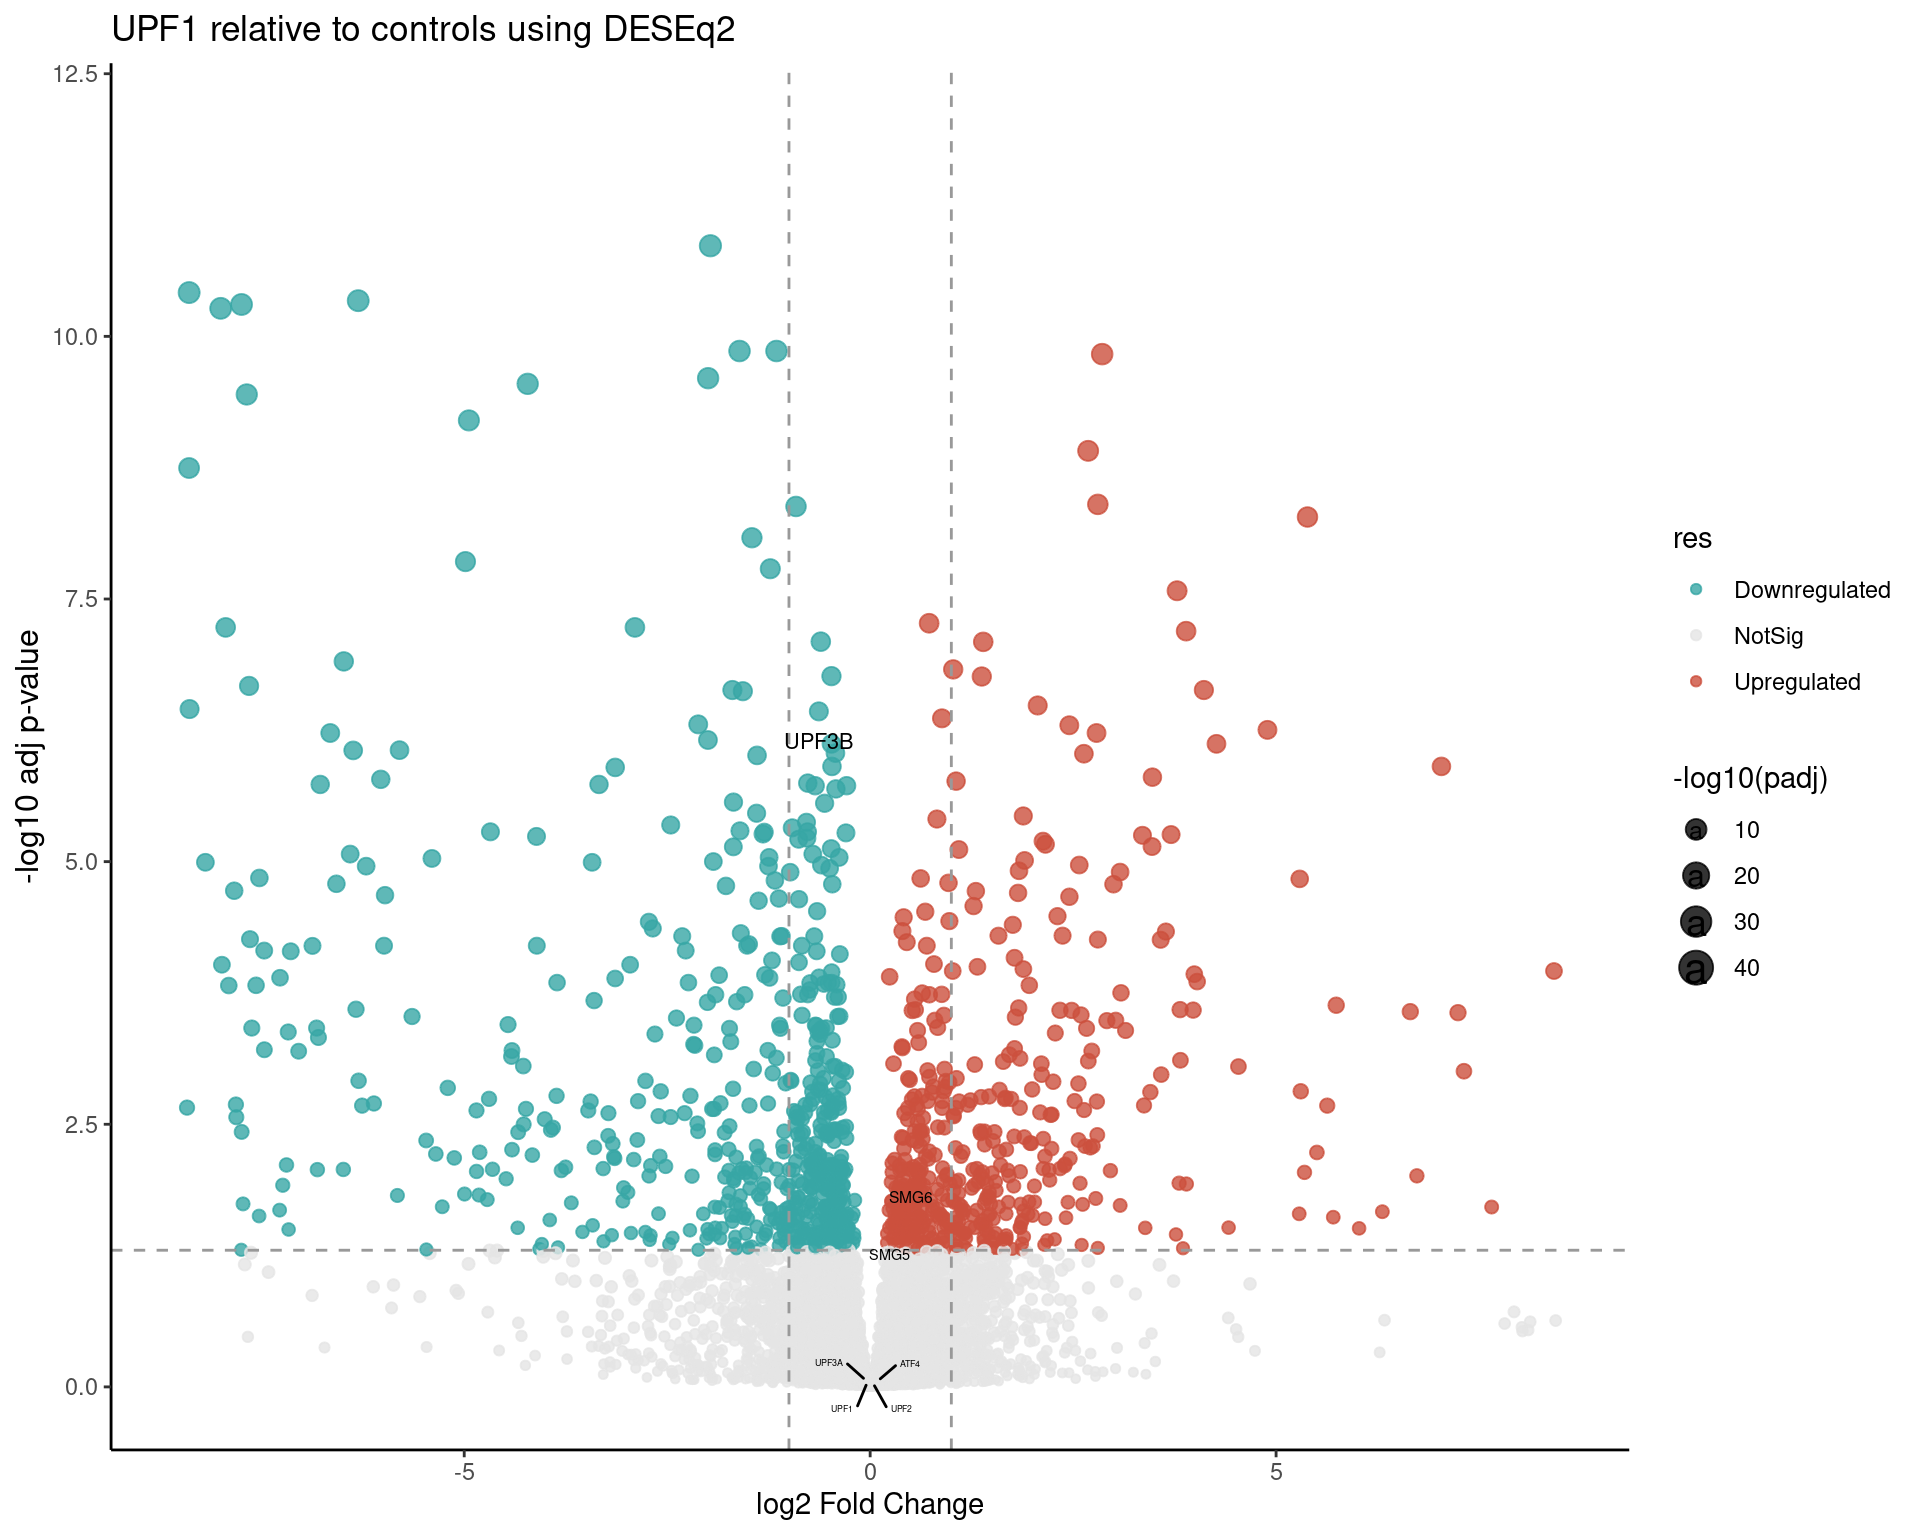 UPF1 relative to controls using DESEq2
-log10 adj p-value
12.5
10.0
7.5
5.0
2.5
0.0
UPF3B
SMG6
SMG5
UPF3A
ATF4
UPF1
UPF2
-5
0
5
log2 Fold Change
res
Downregulated
NotSig
Upregulated
-log10(padj)
a 10
a 20
a 30
a 40